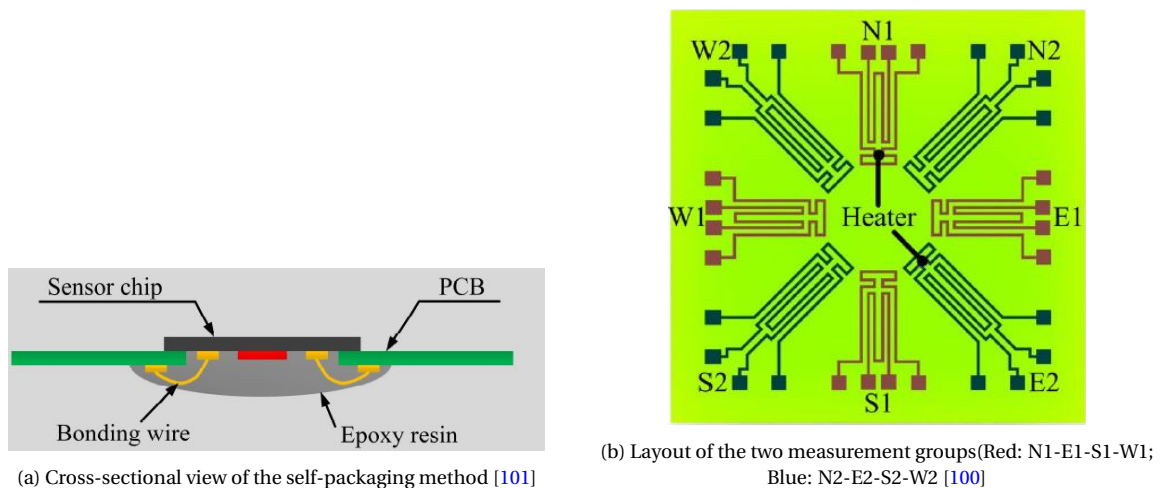 Sensor chip
PCB
Bonding wire
Epoxy resin
(a) Cross-sectional view of the self-packaging method [101]
N1
W2
N2
W1
Heater
E1
S2
S1
E2
(b) Layout of the two measurement groups(Red: N1-E1-S1-W1;
Blue: N2-E2-S2-W2 [100]